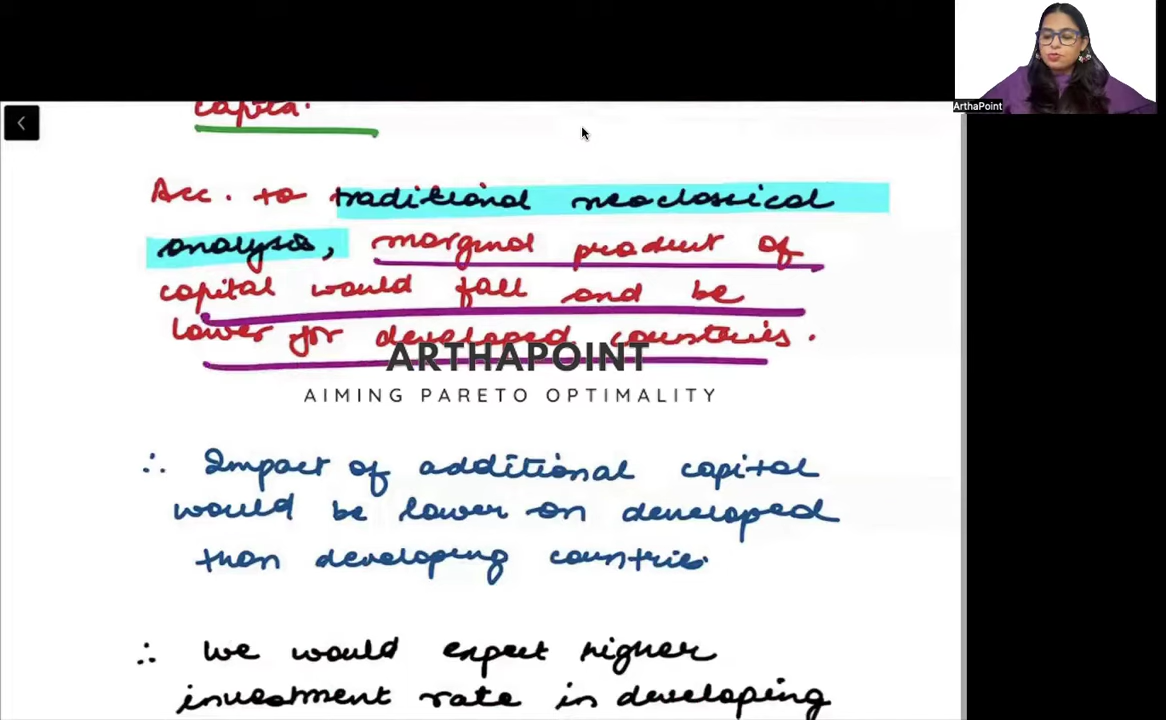 ArthaPoint
capita.
Acc. to traditional neoclassical
analysis, marginal product of
capital would fall and be
lower for developed countries.
ARTHAPOINT
AIMING PARETO OPTIMALITY
∴ Impact of additional capital
would be lower on developed
than developing countries
∴ We would expect higher
investment rate in developing